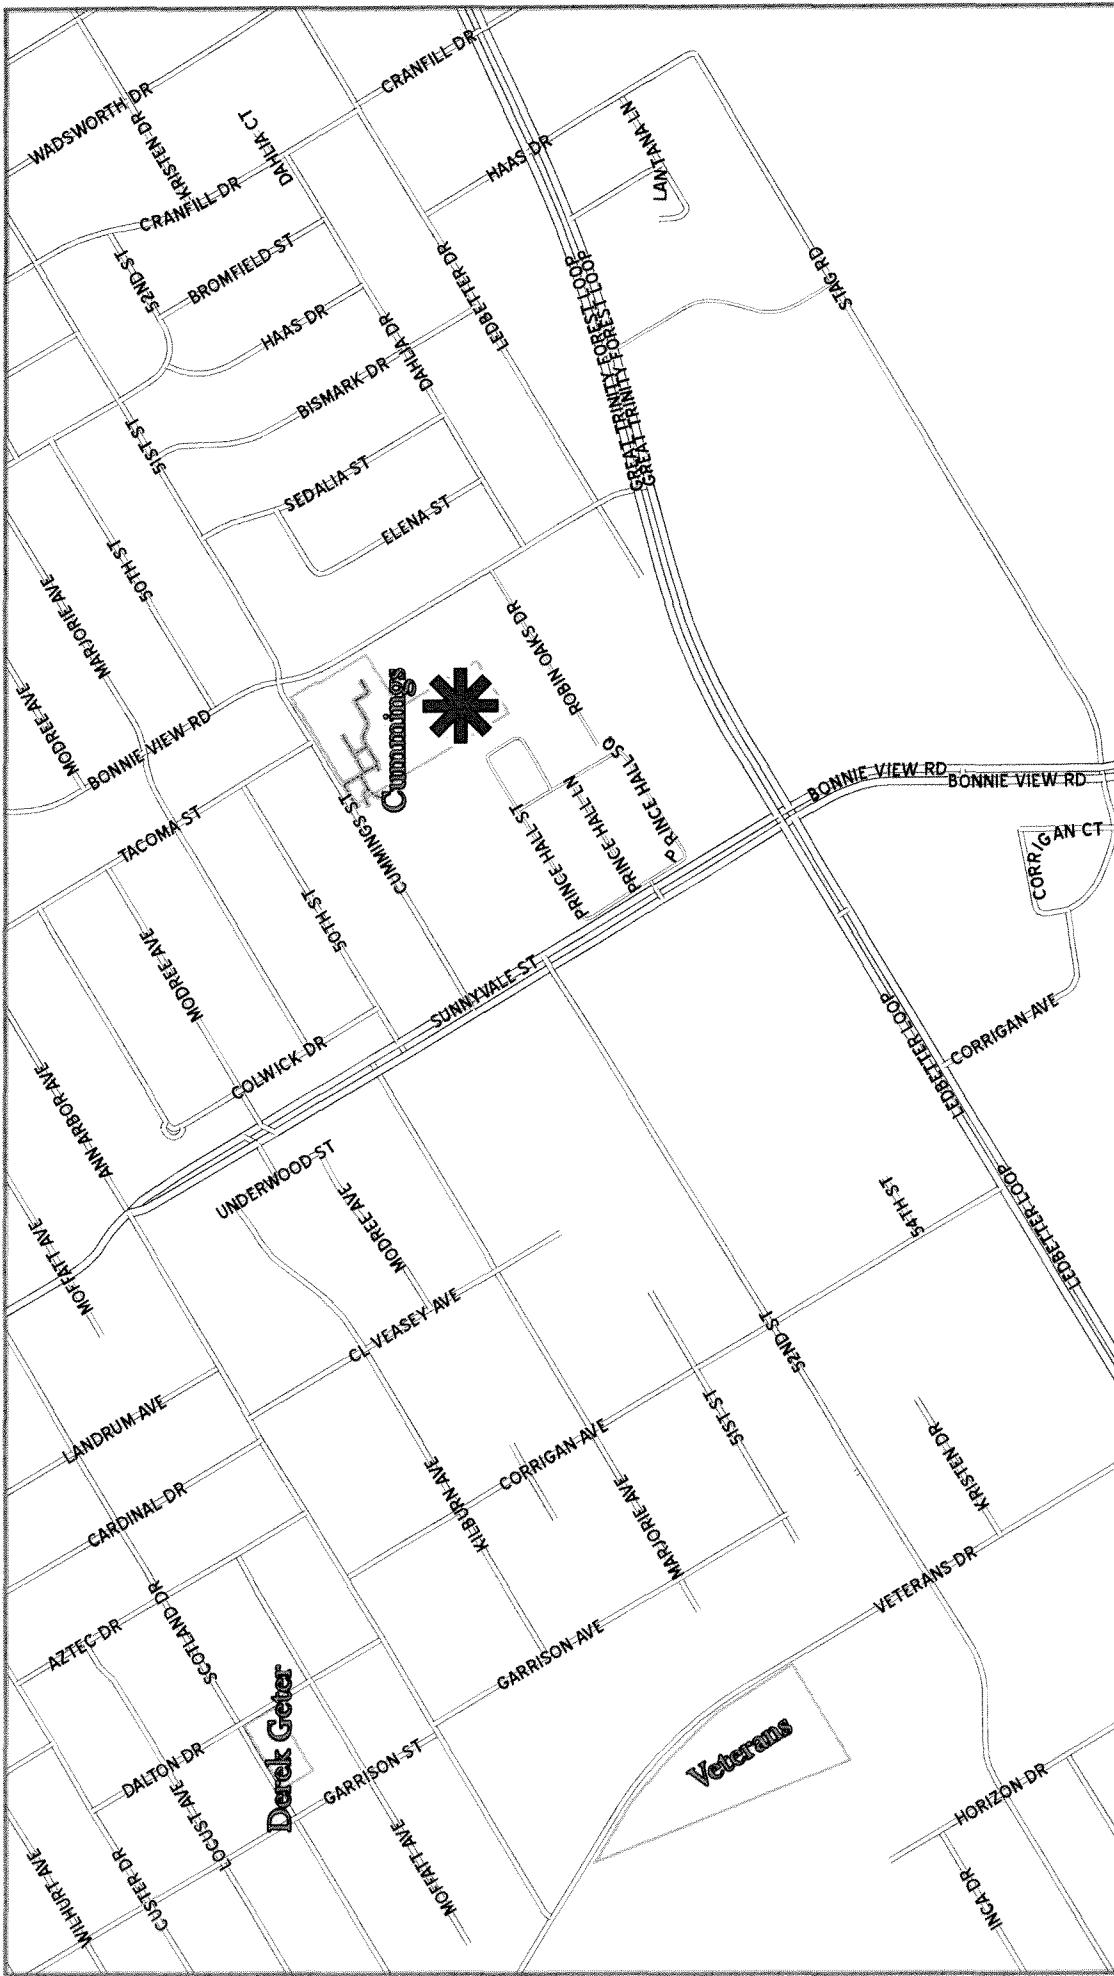 WADSWORTH DR
KRISTEN DR
CRANFILL DR
DAHLIA CT
CRANFILL DR
52ND ST
BROMFIELD ST
HAAS DR
HAAS DR
LANTANA LN
LEDBETTER DR
DAHLIA DR
BISMARK DR
GREAT TRINITY FOREST LOOP
GREAT TRINITY FOREST LOOP
STAG RD
51ST ST
SEDALIA ST
ELENA ST
50TH ST
MARJORIE AVE
MODREE AVE
BONNIE VIEW RD
ROBIN OAKS DR
Cummings
CUMMINGS ST
TACOMA ST
PRINCE HALL SQ
PRINCE HALL ST
PRINCE HALL LN
P
BONNIE VIEW RD
BONNIE VIEW RD
CORRIGAN CT
50TH ST
MODREE AVE
SUNNYVALE ST
COLWICK DR
ANN ARBOR AVE
LEDBETTER LOOP
CORRIGAN AVE
UNDERWOOD ST
MODREE AVE
MOFFATT AVE
54TH ST
LEDBETTER LOOP
CL VEASEY AVE
52ND ST
LANDRUM AVE
51ST ST
CORRIGAN AVE
CARDINAL DR
KILBURN AVE
KRISTEN DR
MARJORIE AVE
VETERANS DR
AZTEC DR
SCOTLAND DR
GARRISON AVE
Derek Geter
Veterans
DALTON DR
GARRISON ST
LOCUST AVE
HORIZON DR
MOFFATT AVE
CUSTER DR
WILHURT AVE
INCA DR